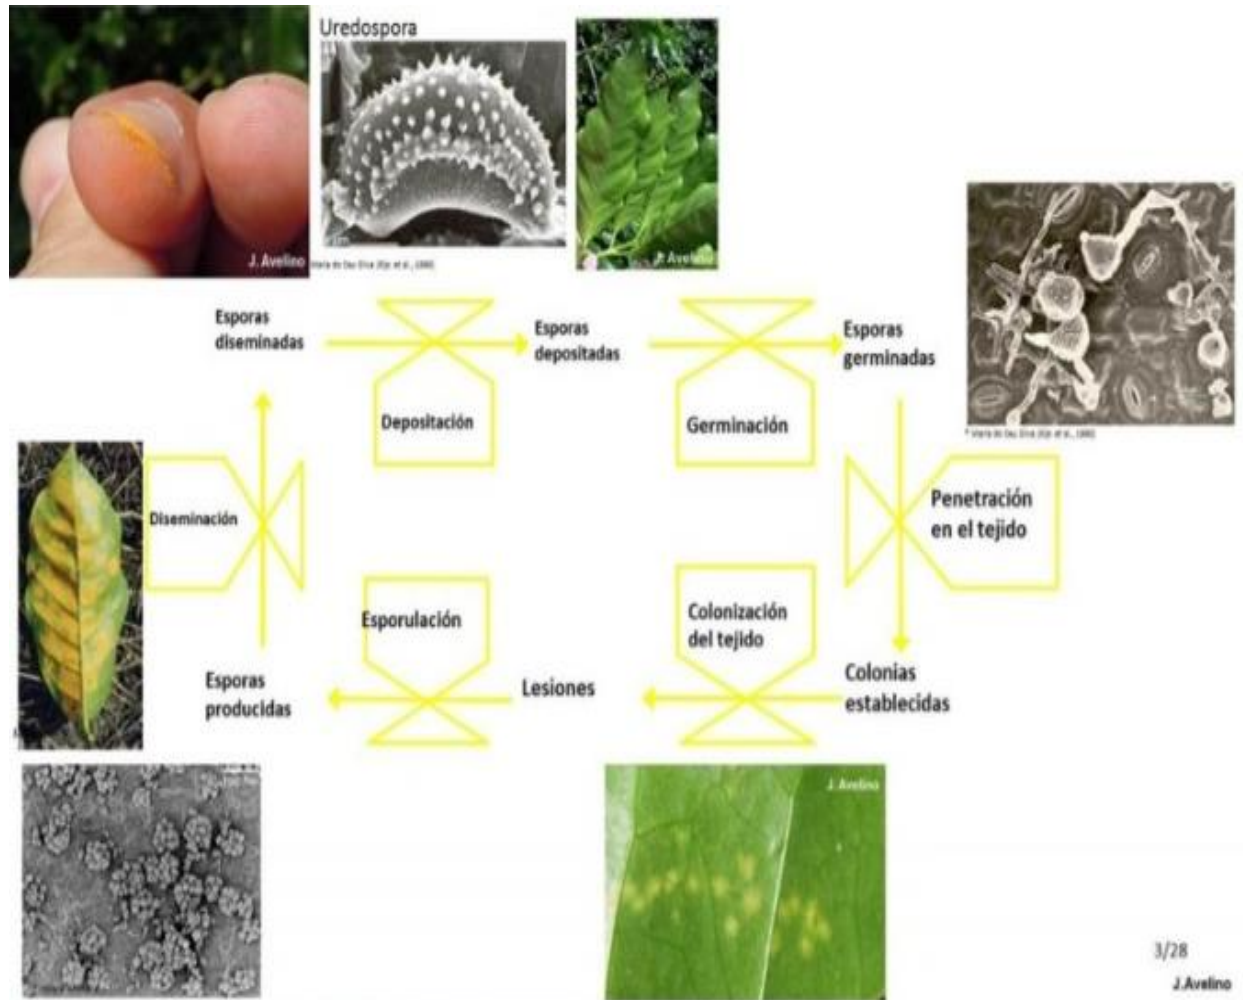 Uredospora
J. Avelino
J. Avelino
Esporas
diseminadas
Esporas
depositadas
Esporas
germinadas
Depositación
Germinación
Diseminación
Penetración
en el tejido
Esporulación
Colonización
del tejido
Esporas
producidas
Lesiones
Colonias
establecidas
J. Avelino
3/28
J.Avelino